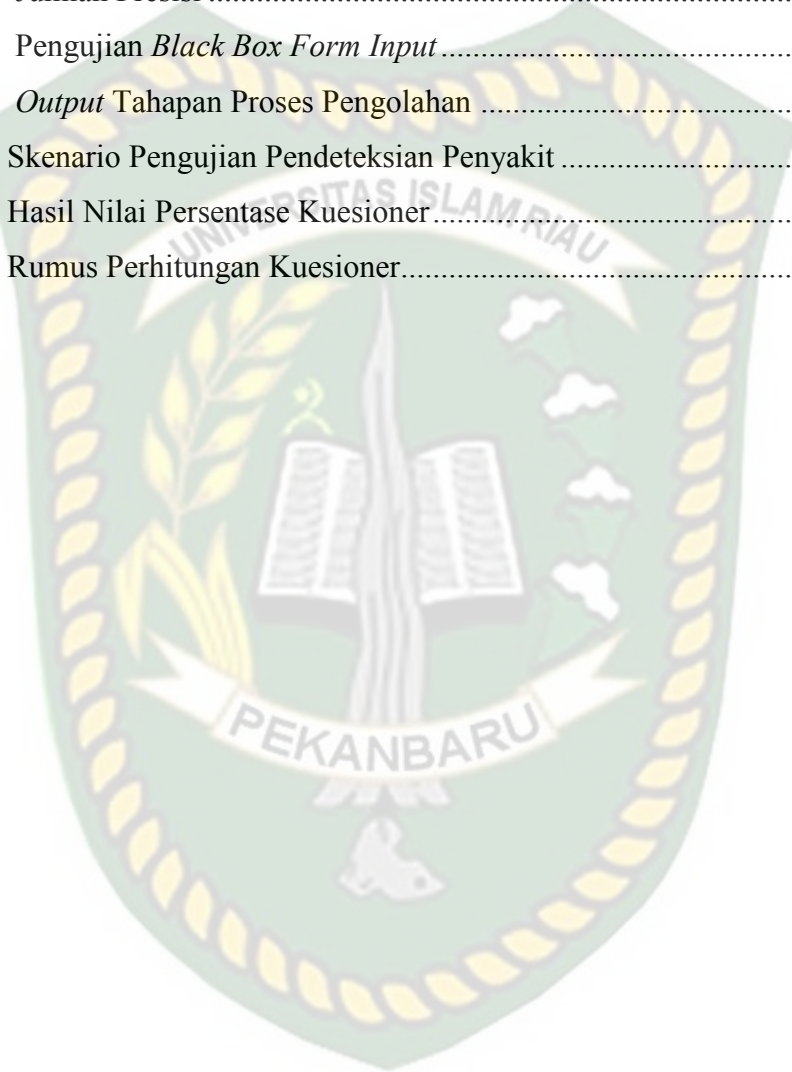 Pengujian Black Box Form Input ....................................................
Output Tahapan Proses Pengolahan .............................................
Skenario Pengujian Pendeteksian Penyakit ..................................
Hasil Nilai Persentase Kuesioner ....................................................
Rumus Perhitungan Kuesioner.........................................................
UNIVERSITAS ISLAM RIAU
PEKANBARU